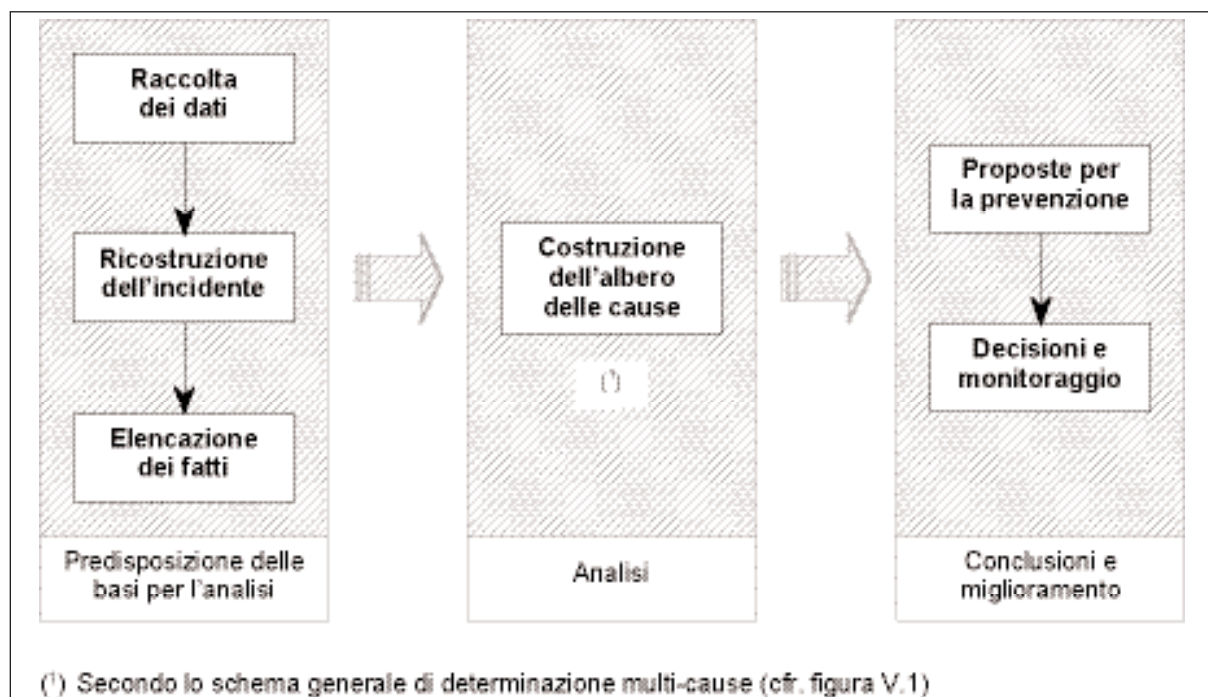 Raccolta
dei dati
Ricostruzione
dell'incidente
Elencazione
dei fatti
Predisposizione delle
basi per l'analisi
Costruzione
dell'albero
delle cause
(¹)
Analisi
Proposte per
la prevenzione
Decisioni e
monitoraggio
Conclusioni e
miglioramento
(¹) Secondo lo schema generale di determinazione multi-cause (cfr. figura V.1)